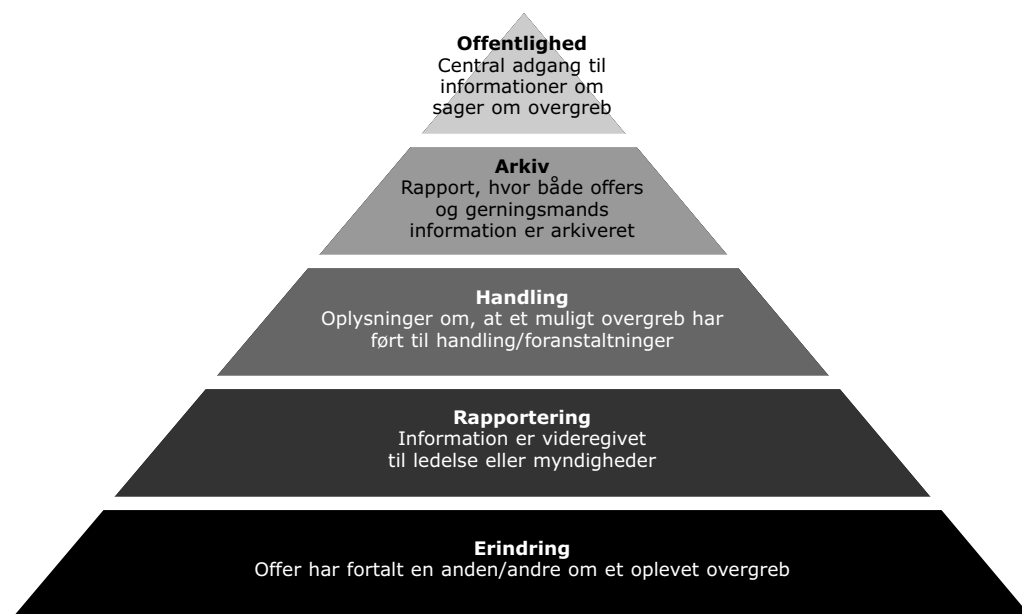 Offentlighed
Central adgang til
informationer om
sager om overgreb
Arkiv
Rapport, hvor både offers
og gerningsmands
information er arkiveret
Handling
Oplysninger om, at et muligt overgreb har
ført til handling/foranstaltninger
Rapportering
Information er videregivet
til ledelse eller myndigheder
Erindring
Offer har fortalt en anden/andre om et oplevet overgreb